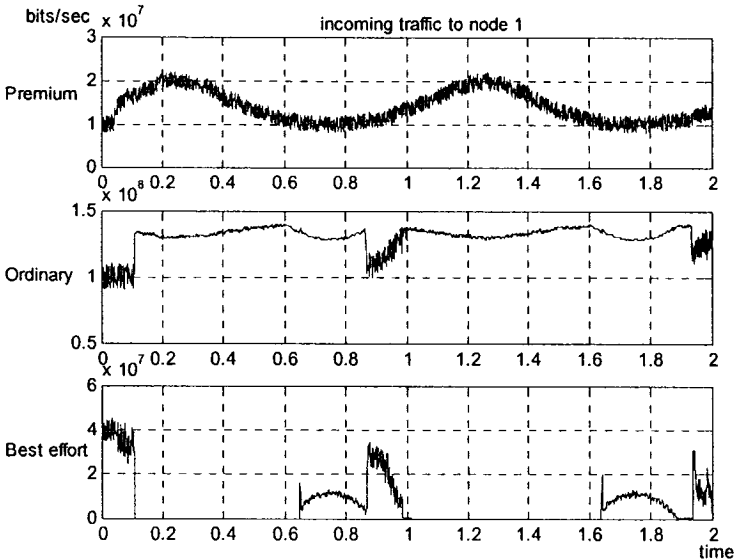 bits/sec x 10^7 incoming traffic to node 1
3
2
Premium
1
0
0 0.2 0.4 0.6 0.8 1 1.2 1.4 1.6 1.8 2
x 10^8
1.5
Ordinary 1
0.5
0 0.2 0.4 0.6 0.8 1 1.2 1.4 1.6 1.8 2
x 10^7
6
4
Best effort
2
0
0 0.2 0.4 0.6 0.8 1 1.2 1.4 1.6 1.8 2
time